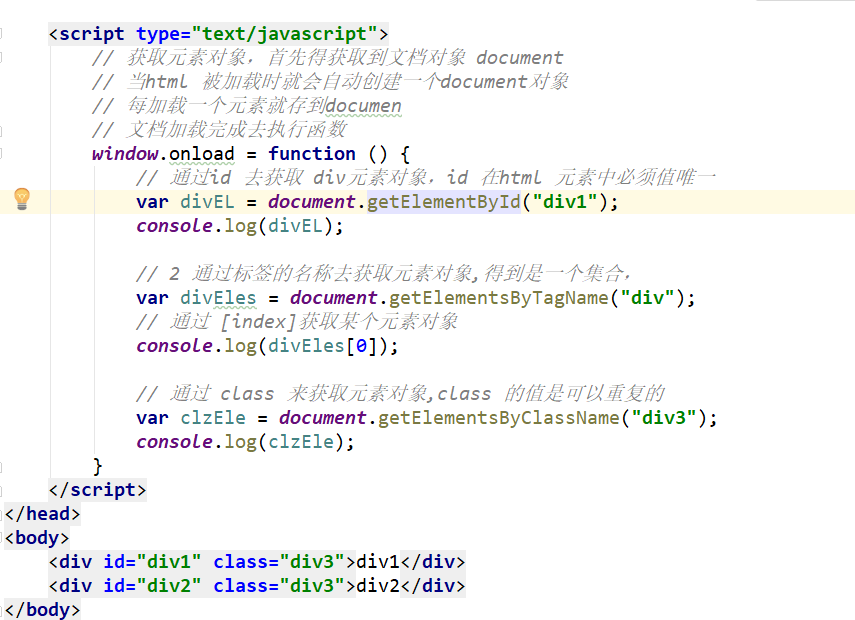 <script type="text/javascript">
// 获取元素对象，首先得获取到文档对象 document
// 当html 被加载时就会自动创建一个document对象
// 每加载一个元素就存到documen
// 文档加载完成去执行函数
window.onload = function () {
// 通过id 去获取 div元素对象，id 在html 元素中必须值唯一
var divEL = document.getElementById("div1");
console.log(divEL);
// 2 通过标签的名称去获取元素对象,得到是一个集合，
var divEles = document.getElementsByTagName("div");
// 通过 [index]获取某个元素对象
console.log(divEles[0]);
// 通过 class 来获取元素对象,class 的值是可以重复的
var clzEle = document.getElementsByClassName("div3");
console.log(clzEle);
}
</script>
</head>
<body>
<div id="div1" class="div3">div1</div>
<div id="div2" class="div3">div2</div>
</body>